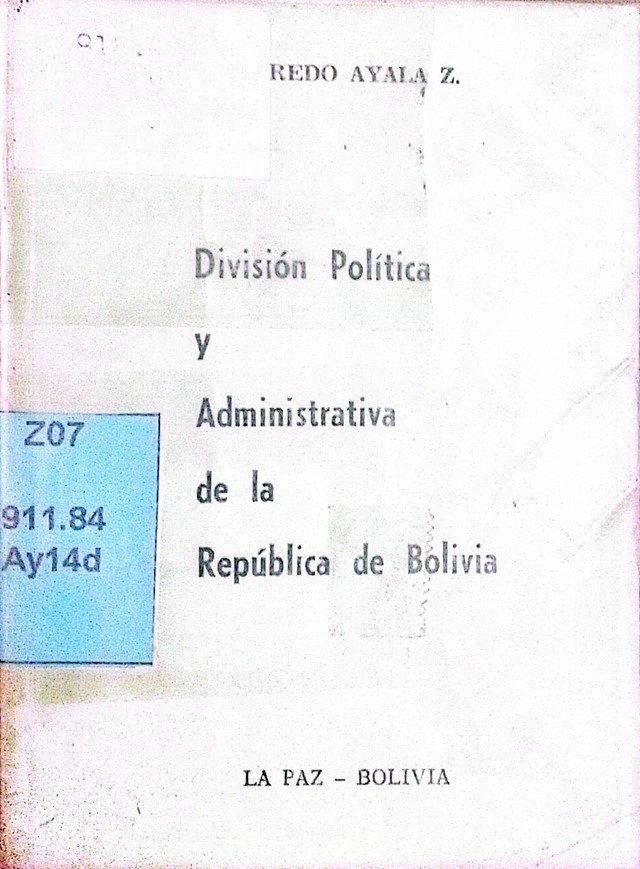 REDO AYALA Z.
División Política
y
Administrativa
de la
República de Bolivia
Z07
911.84
Ay14d
LA PAZ – BOLIVIA